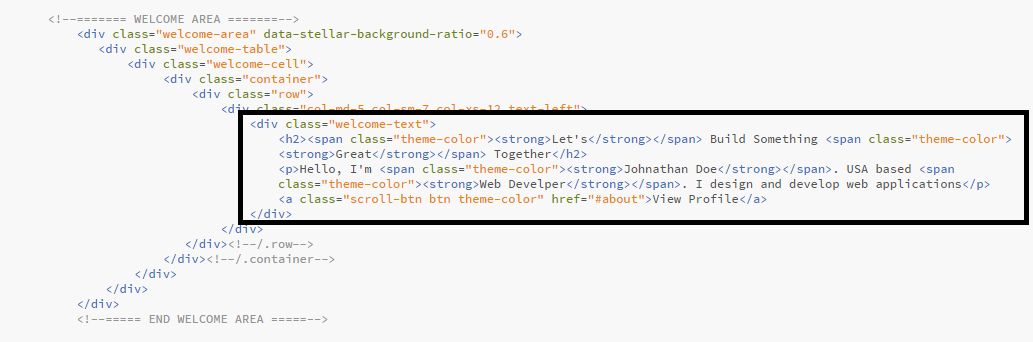 <!--======= WELCOME AREA ========-->
<div class="welcome-area" data-stellar-background-ratio="0.6">
<div class="welcome-table">
<div class="welcome-cell">
<div class="container">
<div class="row">
<div class="col-md-5 col-sm-7 col-xs-12 text-left">
<div class="welcome-text">
<h2><span class="theme-color"><strong>Let's</strong></span> Build Something <span class="theme-color">
<strong>Great</strong></span> Together</h2>
<p>Hello, I'm <span class="theme-color"><strong>Johnathan Doe</strong></span>. USA based <span
class="theme-color"><strong>Web Develper</strong></span>. I design and develop web applications</p>
<a class="scroll-btn btn theme-color" href="#about">View Profile</a>
</div>
</div>
</div><!--/.row-->
</div><!--/.container-->
</div>
</div>
</div>
<!--===== END WELCOME AREA ======-->